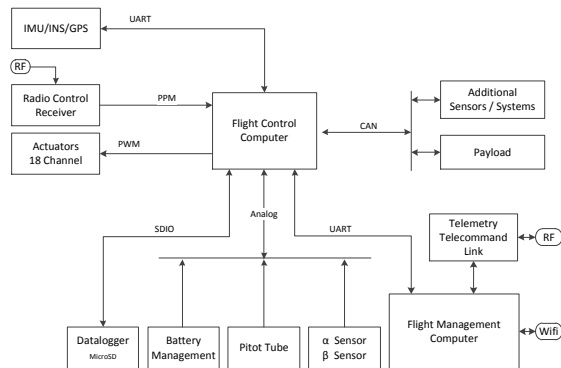 IMU/INS/GPS
UART
RF
Radio Control
Receiver
PPM
Flight Control
Computer
CAN
Additional
Sensors / Systems
Actuators
18 Channel
PWM
Payload
SDIO
Analog
UART
Telemetry
Telecommand
Link
RF
Datalogger
MicroSD
Battery
Management
Pitot Tube
α Sensor
β Sensor
Flight Management
Computer
Wifi